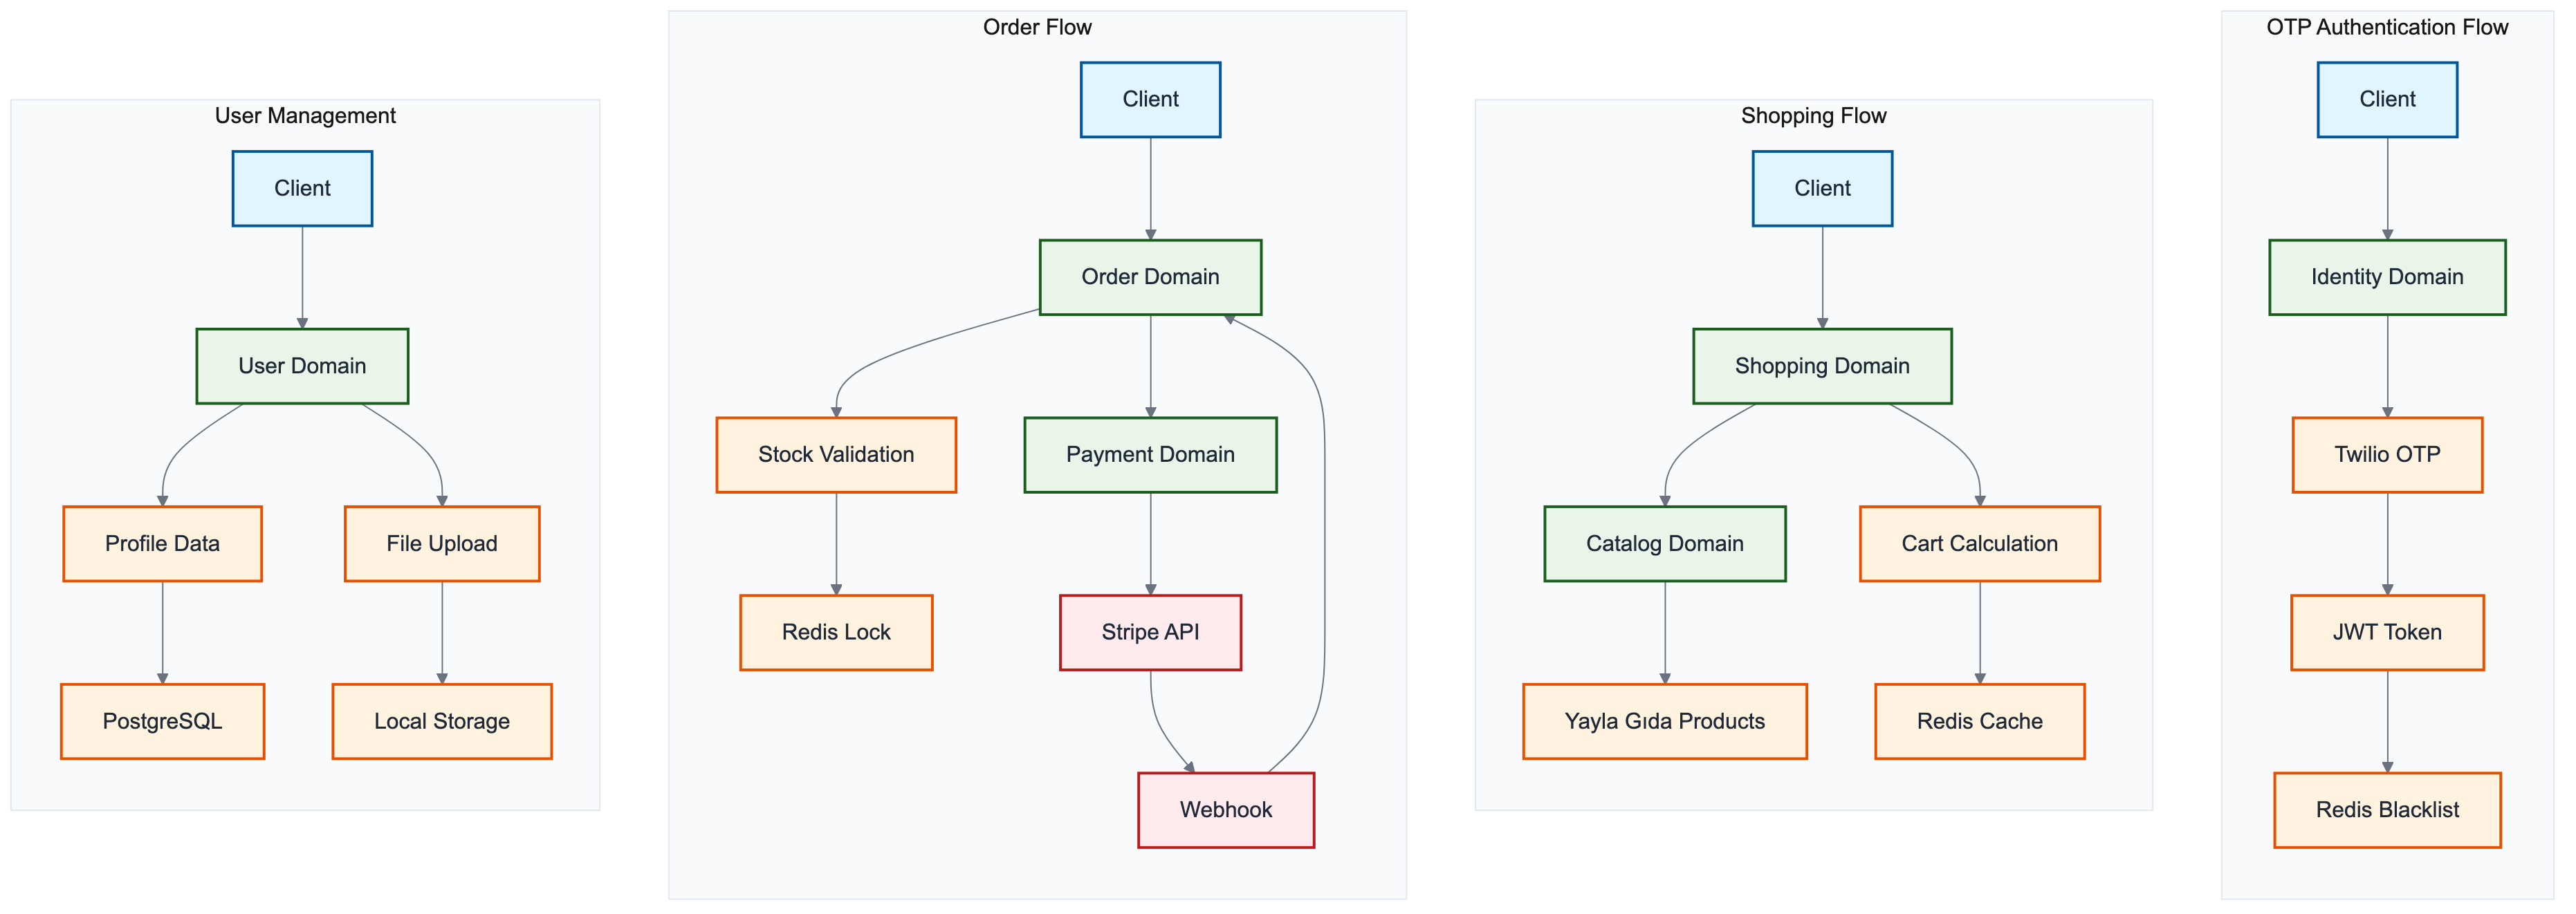 User Management
Client
User Domain
Profile Data
File Upload
PostgreSQL
Local Storage
Order Flow
Client
Order Domain
Stock Validation
Payment Domain
Redis Lock
Stripe API
Webhook
Shopping Flow
Client
Shopping Domain
Catalog Domain
Cart Calculation
Yayla Gıda Products
Redis Cache
OTP Authentication Flow
Client
Identity Domain
Twilio OTP
JWT Token
Redis Blacklist